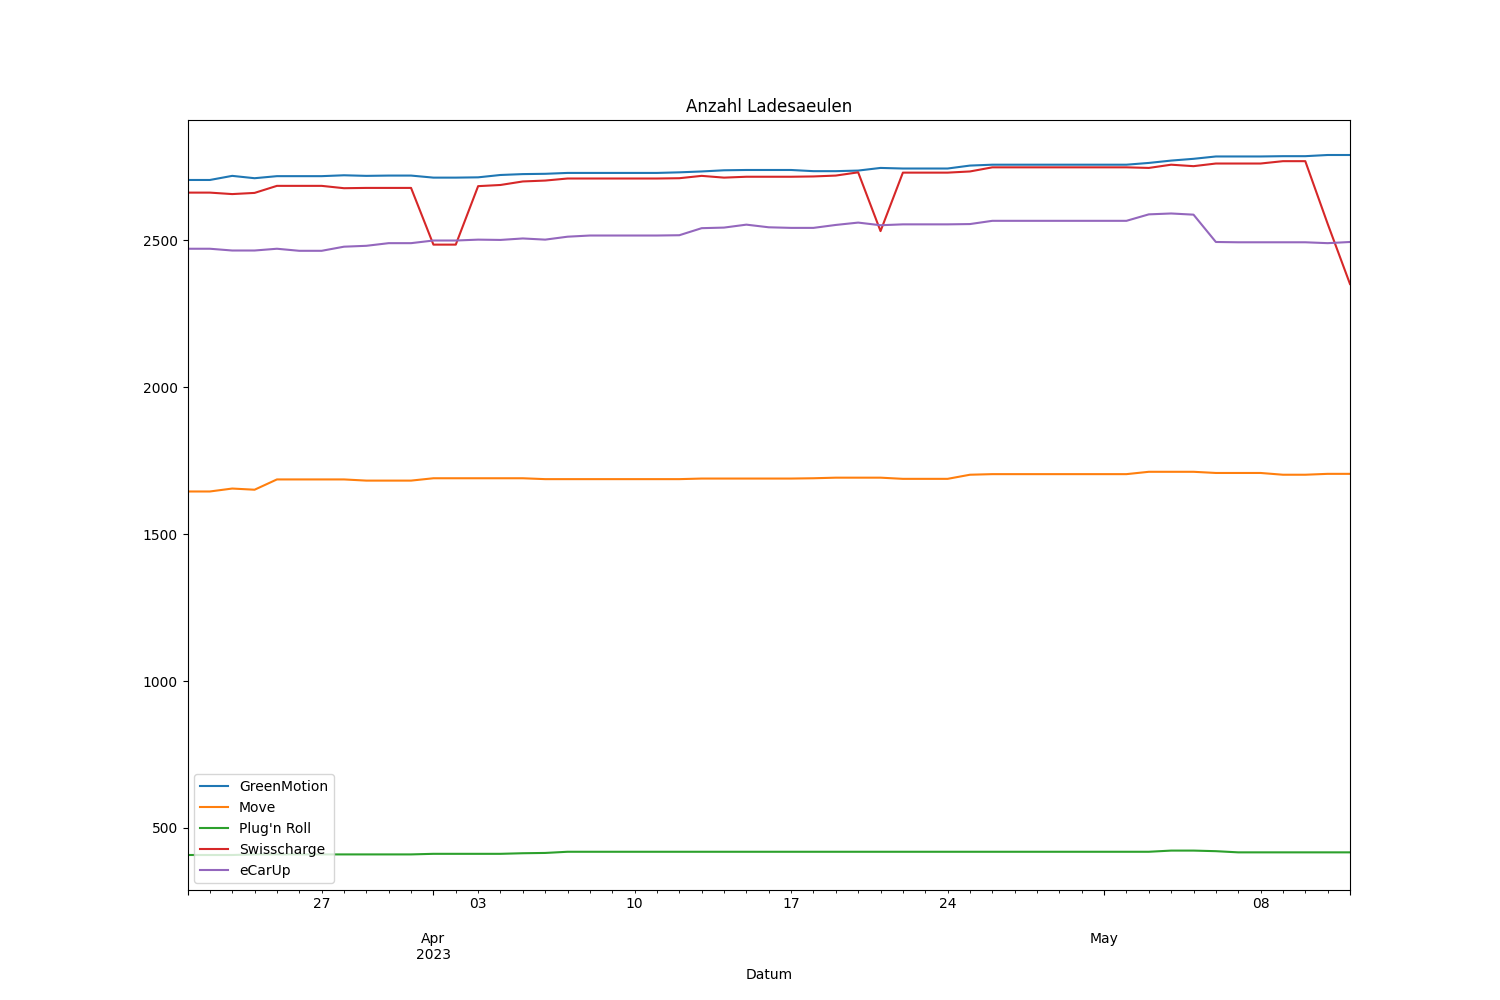 Anzahl Ladesaeulen
2500
2000
1500
1000
500
GreenMotion
Move
Plug'n Roll
Swisscharge
eCarUp
27 03 10 17 24 08
Apr May
2023
Datum